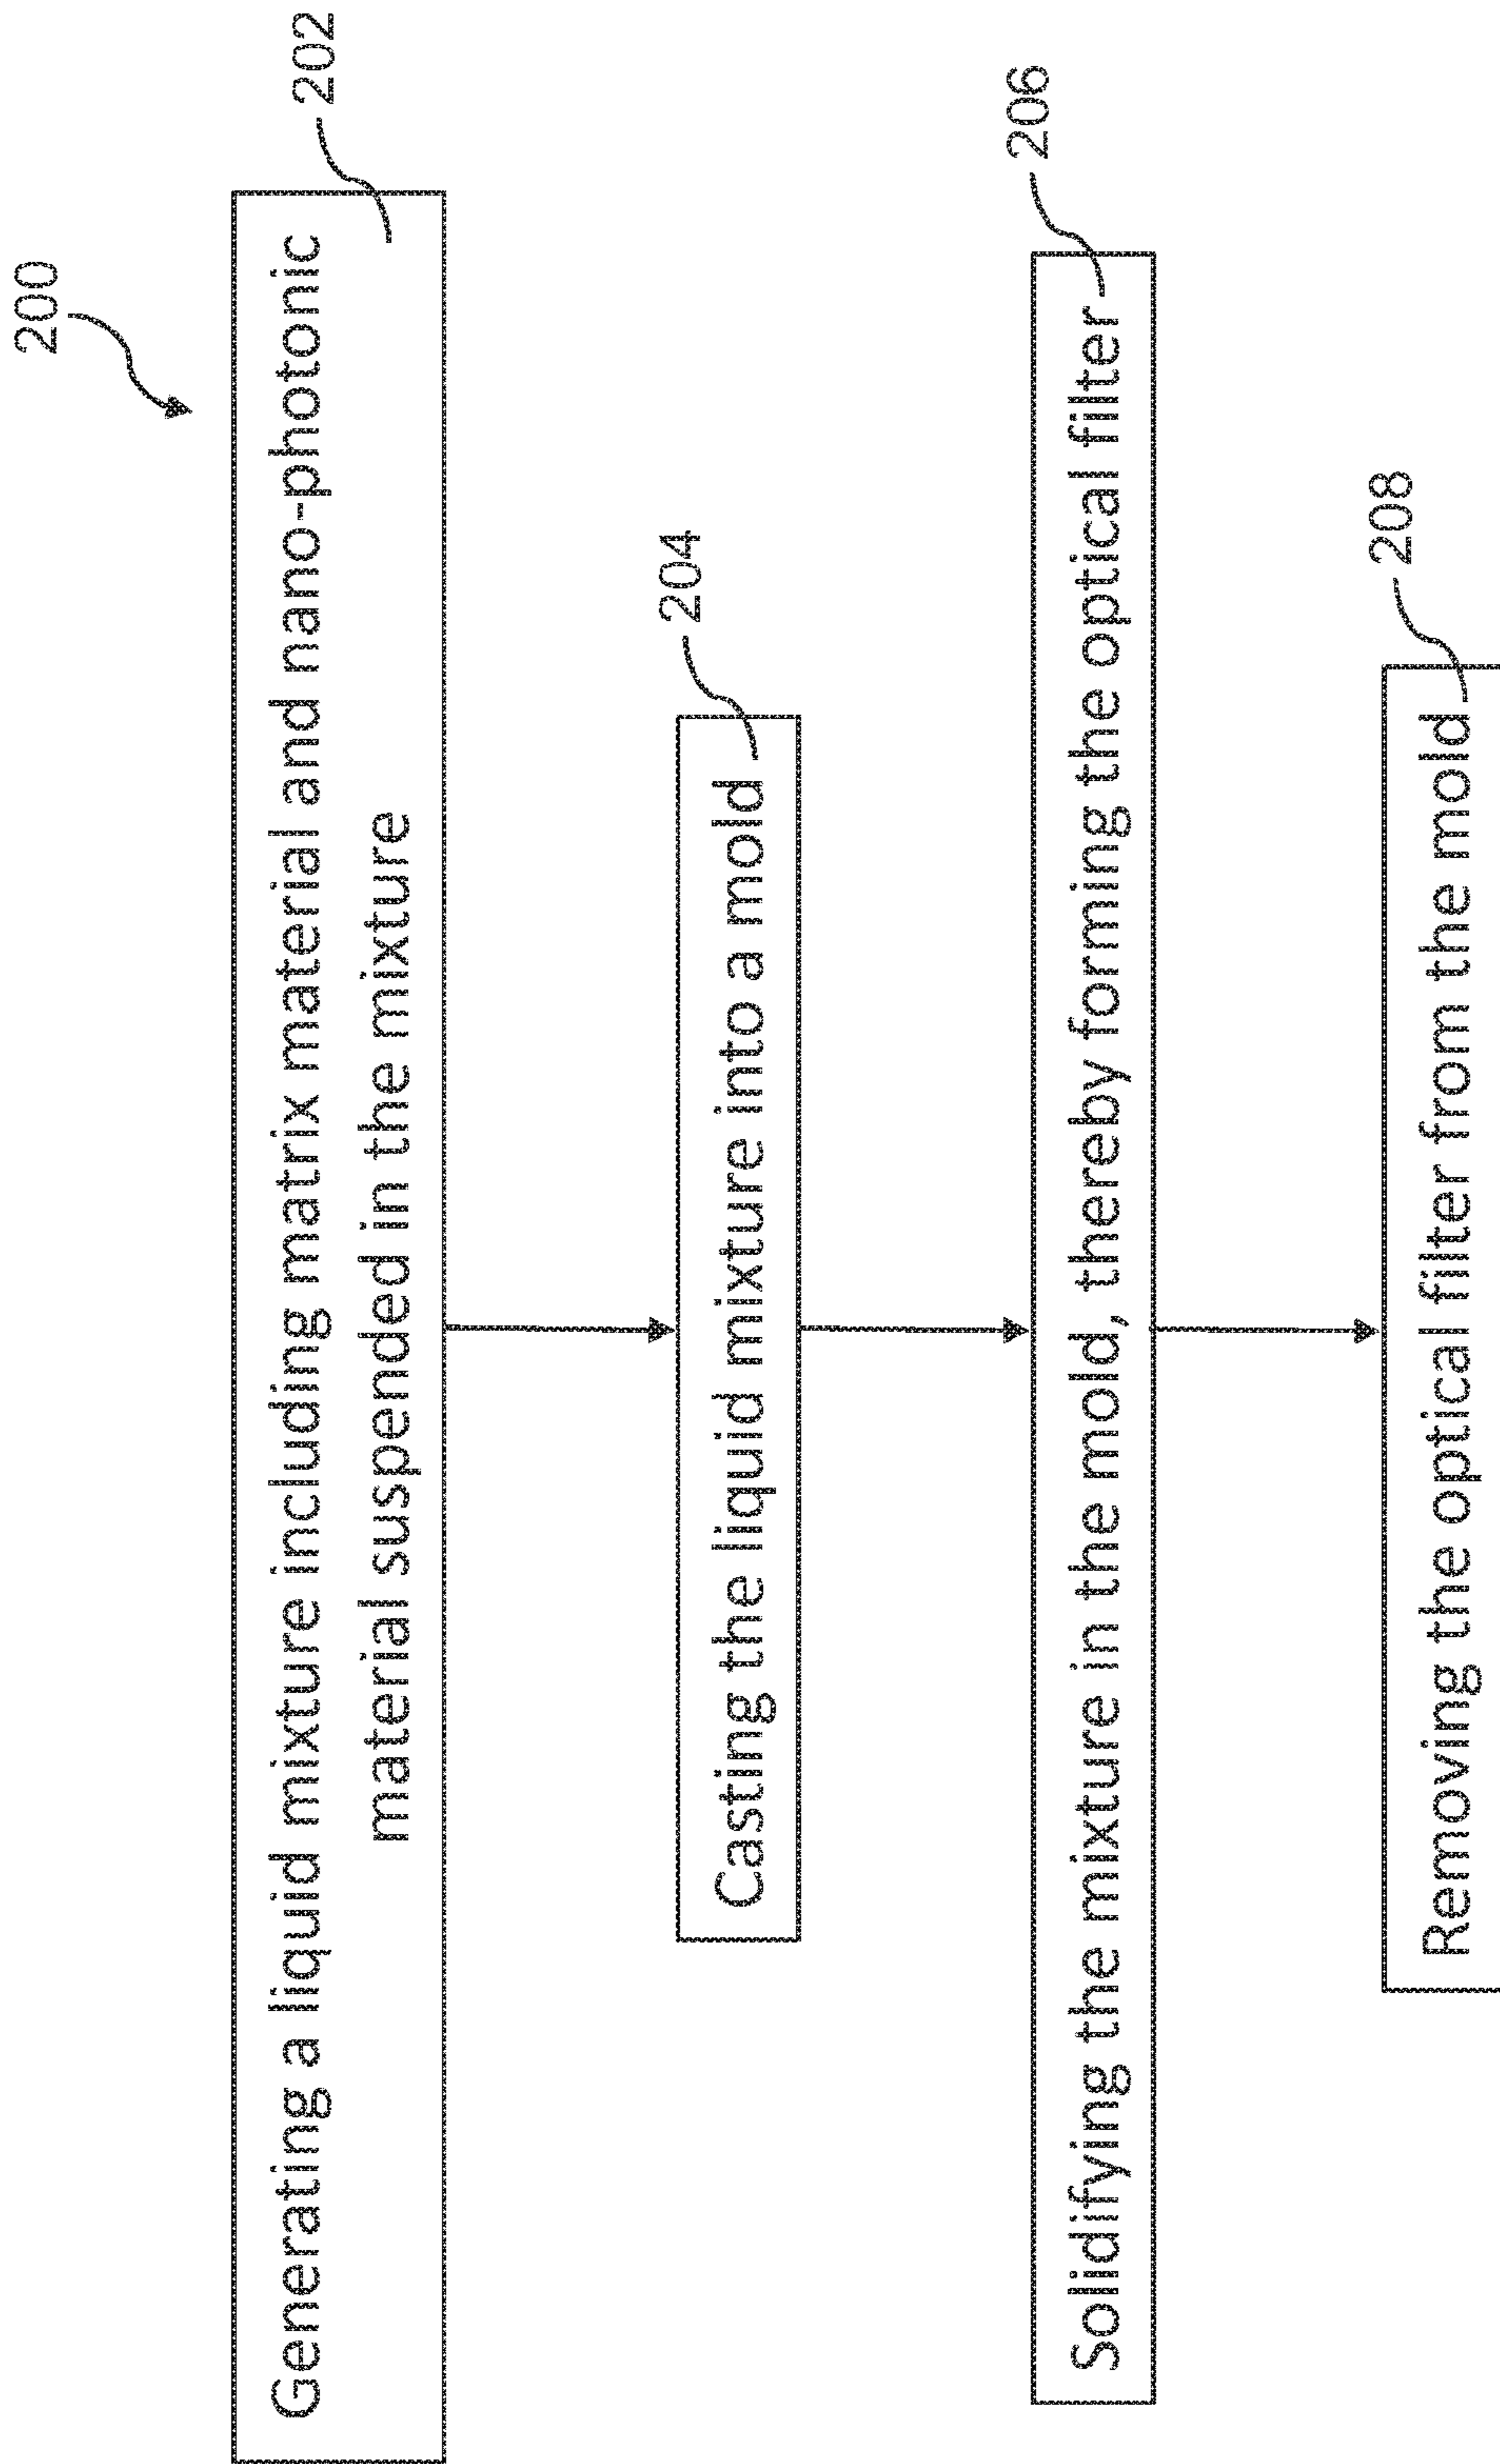 200
Generating a liquid mixture including matrix material and nano-photonic
material suspended in the mixture
202
Casting the liquid mixture into a mold
204
Solidifying the mixture in the mold, thereby forming the optical filter
206
Removing the optical filter from the mold
208